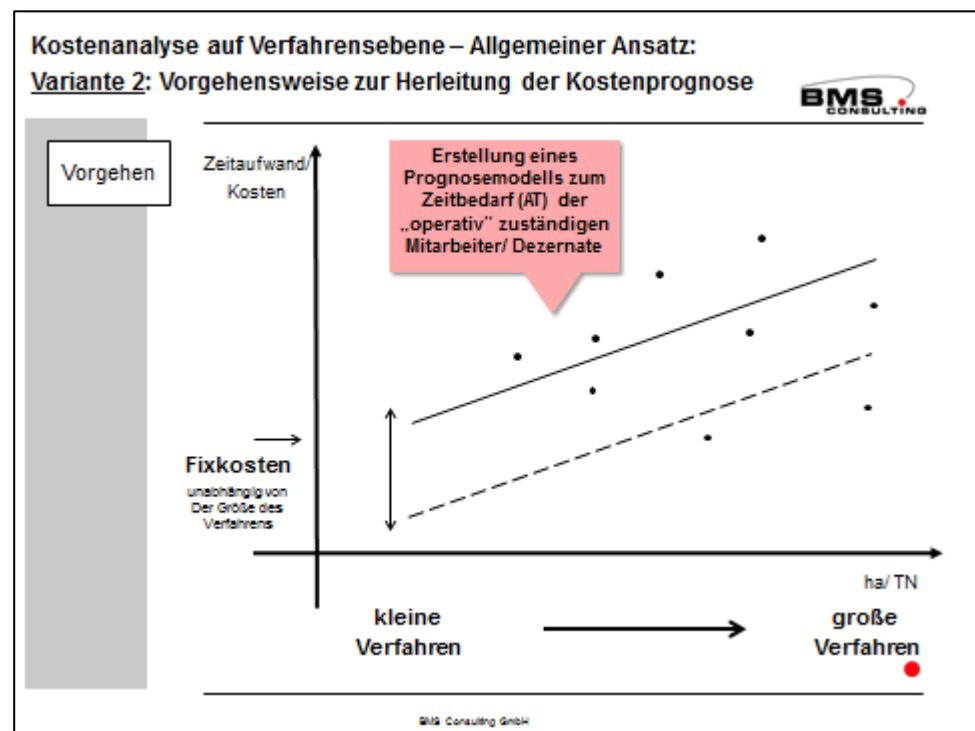 Kostenanalyse auf Verfahrensebene – Allgemeiner Ansatz:
Variante 2: Vorgehensweise zur Herleitung der Kostenprognose
BMS
CONSULTING
Vorgehen
Zeitaufwand/
Kosten
Erstellung eines
Prognosemodells zum
Zeitbedarf (AT) der
„operativ” zuständigen
Mitarbeiter/ Dezernate
Fixkosten
unabhängig von
Der Größe des
Verfahrens
ha/ TN
kleine
Verfahren
große
Verfahren
BMS Consulting GmbH